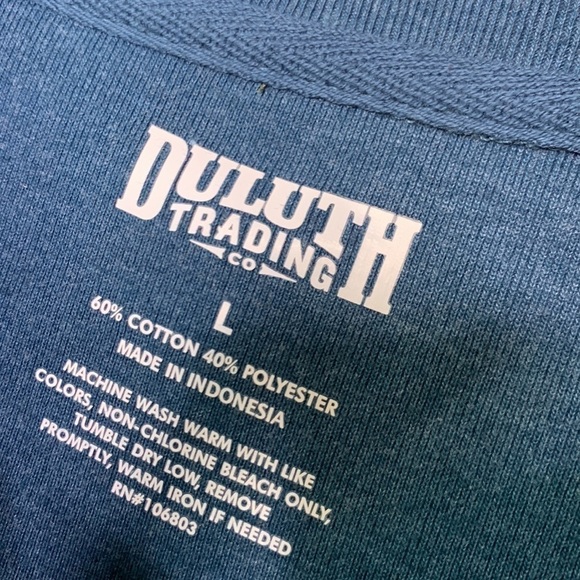 DULUTH
TRADING
CO
L
60% COTTON 40% POLYESTER
MADE IN INDONESIA
MACHINE WASH WARM WITH LIKE
COLORS, NON-CHLORINE BLEACH ONLY,
TUMBLE DRY LOW, REMOVE
PROMPTLY, WARM IRON IF NEEDED
RN#106803